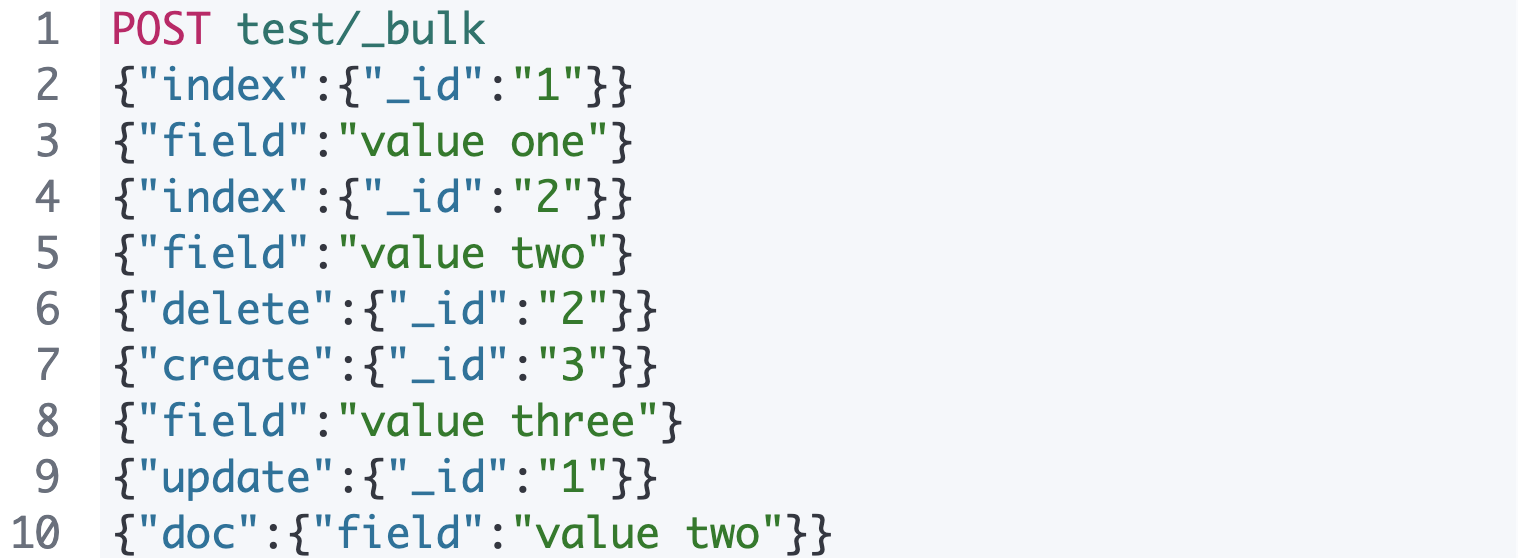 1 POST test/_bulk
2 {"index":{"_id":"1"}}
3 {"field":"value one"}
4 {"index":{"_id":"2"}}
5 {"field":"value two"}
6 {"delete":{"_id":"2"}}
7 {"create":{"_id":"3"}}
8 {"field":"value three"}
9 {"update":{"_id":"1"}}
10 {"doc":{"field":"value two"}}